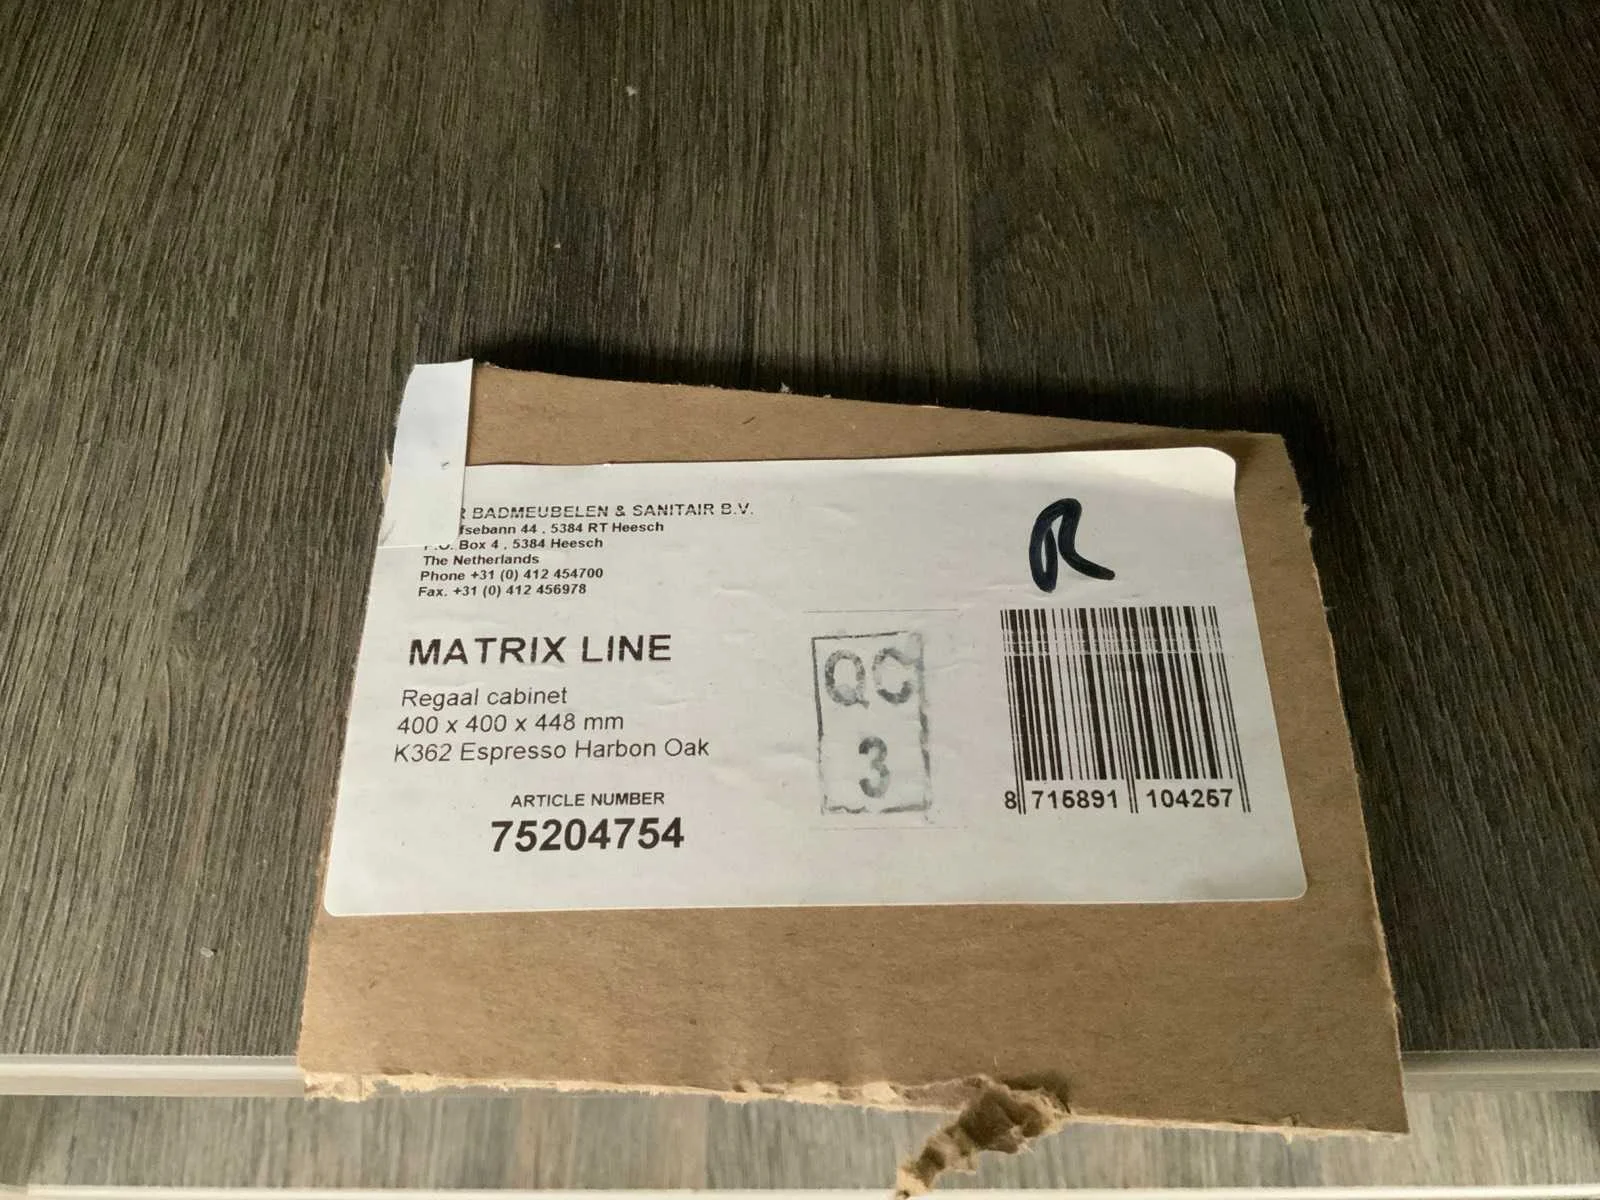 BADMEUBELEN & SANITAIR B.V.
44 , 5384 RT Heesch
P.O. Box 4 , 5384 Heesch
The Netherlands
Phone +31 (0) 412 454700
Fax. +31 (0) 412 456978
R
MATRIX LINE
Regaal cabinet
400 x 400 x 448 mm
K362 Espresso Harbon Oak
ARTICLE NUMBER
75204754
QC
3
8 715891 104257